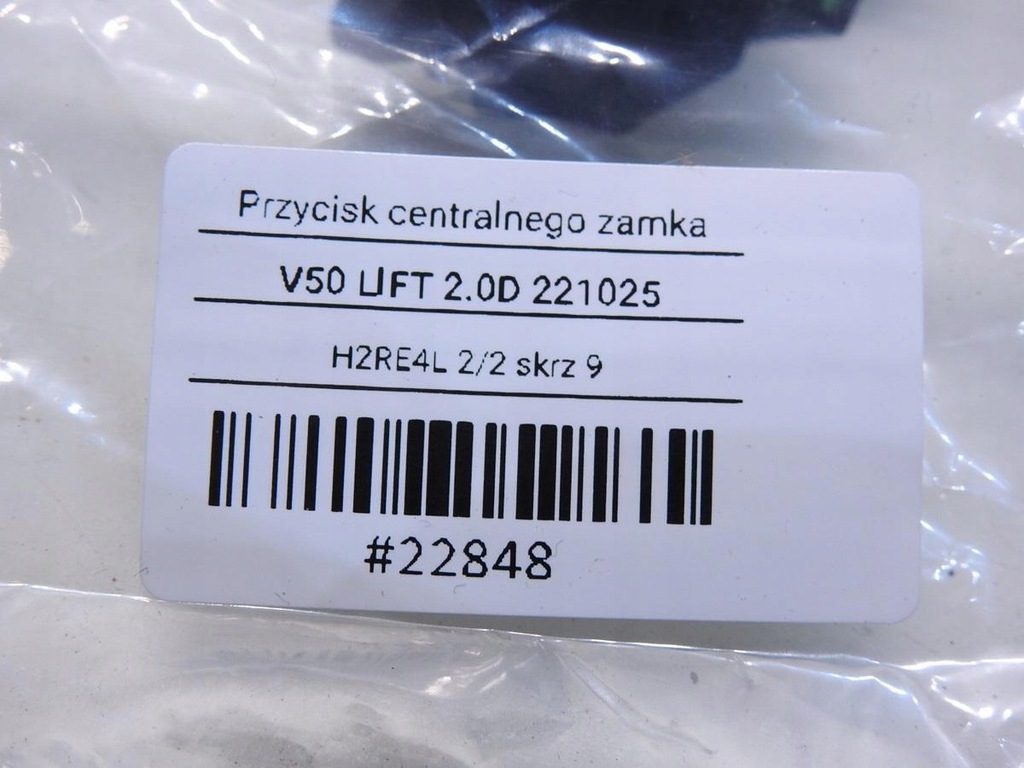 Przycisk centralnego zamka
V50 LIFT 2.0D 221025
H2RE4L 2/2 skrz 9
#22848